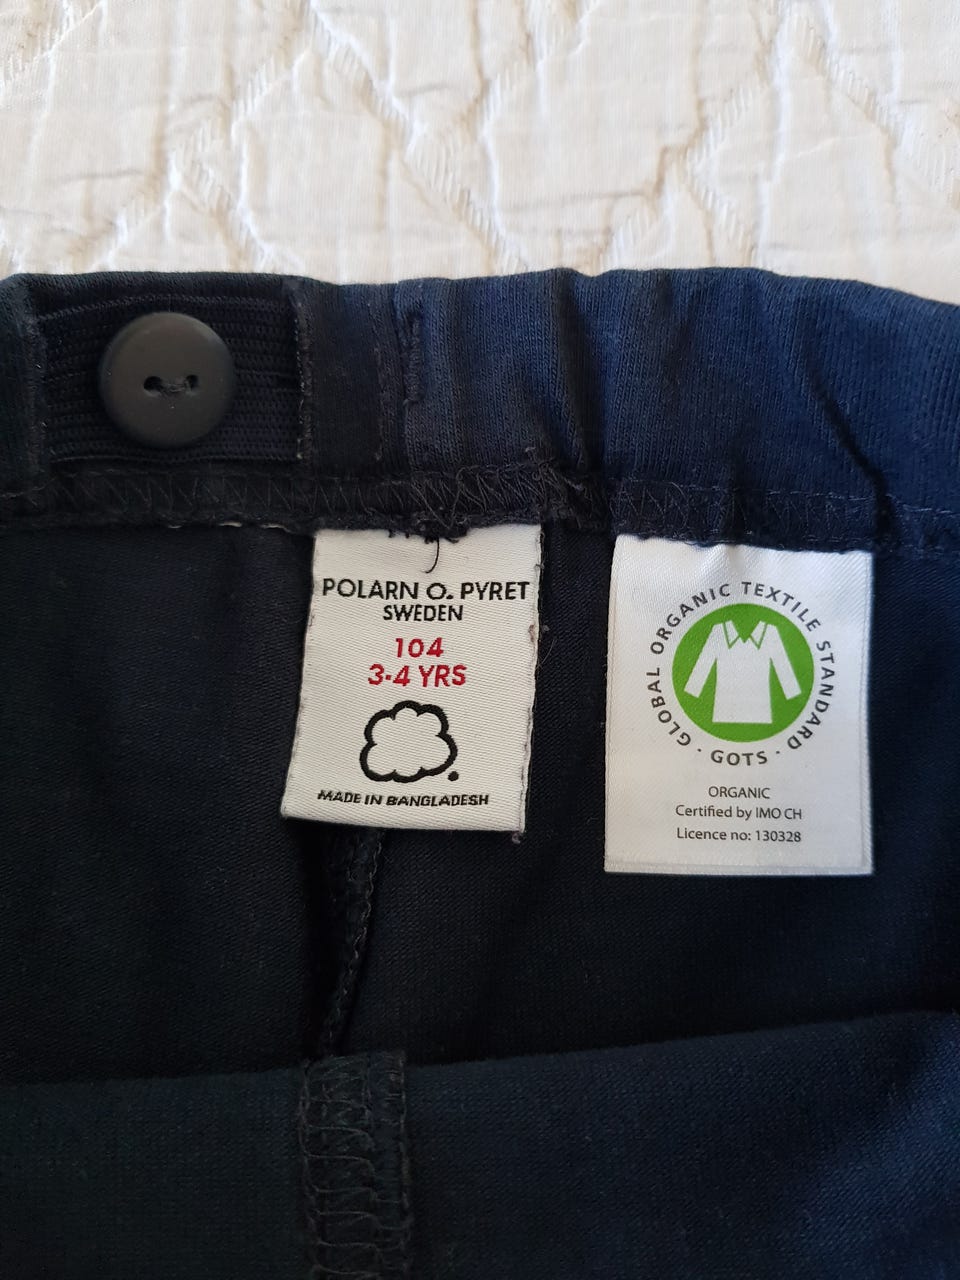 POLARN O. PYRET
SWEDEN
104
3-4 YRS
MADE IN BANGLADESH
GLOBAL ORGANIC TEXTILE STANDARD · GOTS ·
ORGANIC
Certified by IMO CH
Licence no: 130328